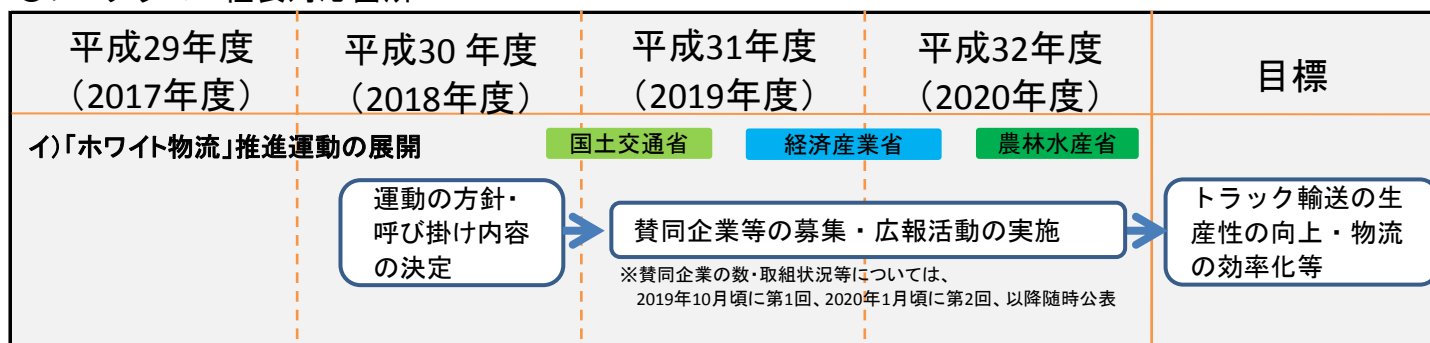 平成29年度
（2017年度）
平成30 年度
（2018年度）
平成31年度
（2019年度）
平成32年度
（2020年度）
目標
イ)「ホワイト物流」推進運動の展開
国土交通省
経済産業省
農林水産省
運動の方針・
呼び掛け内容
の決定
賛同企業等の募集・広報活動の実施
※賛同企業の数・取組状況等については、
2019年10月頃に第1回、2020年1月頃に第2回、以降随時公表
トラック輸送の生
産性の向上・物流
の効率化等